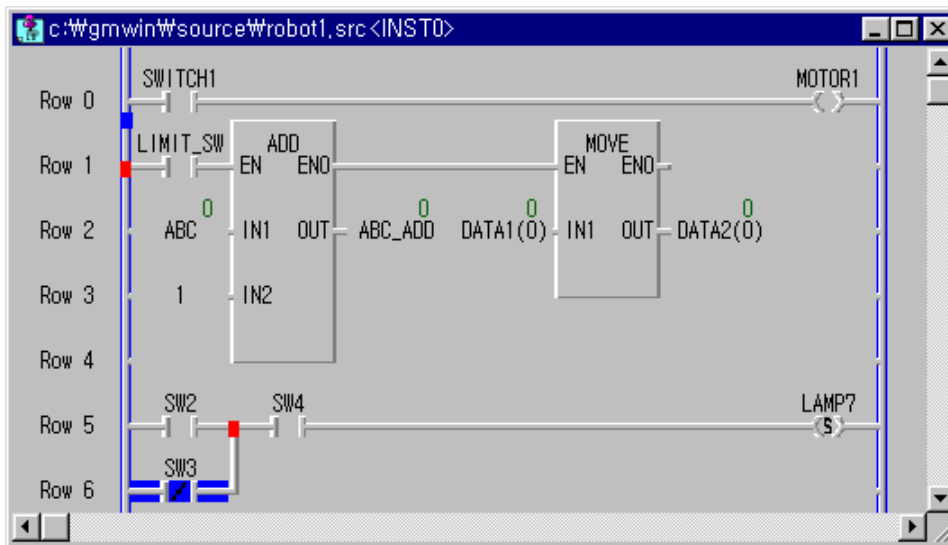 c:₩gmwin₩source₩robot1.src<INST0>
SWITCH1 MOTOR1
Row 0
LIMIT_SW ADD MOVE
Row 1 EN ENO EN ENO
0 0 0 0
Row 2 ABC IN1 OUT ABC_ADD DATA1(0) IN1 OUT DATA2(0)
Row 3 1 IN2
Row 4
SW2 SW4 LAMP7
Row 5 S
SW3
Row 6